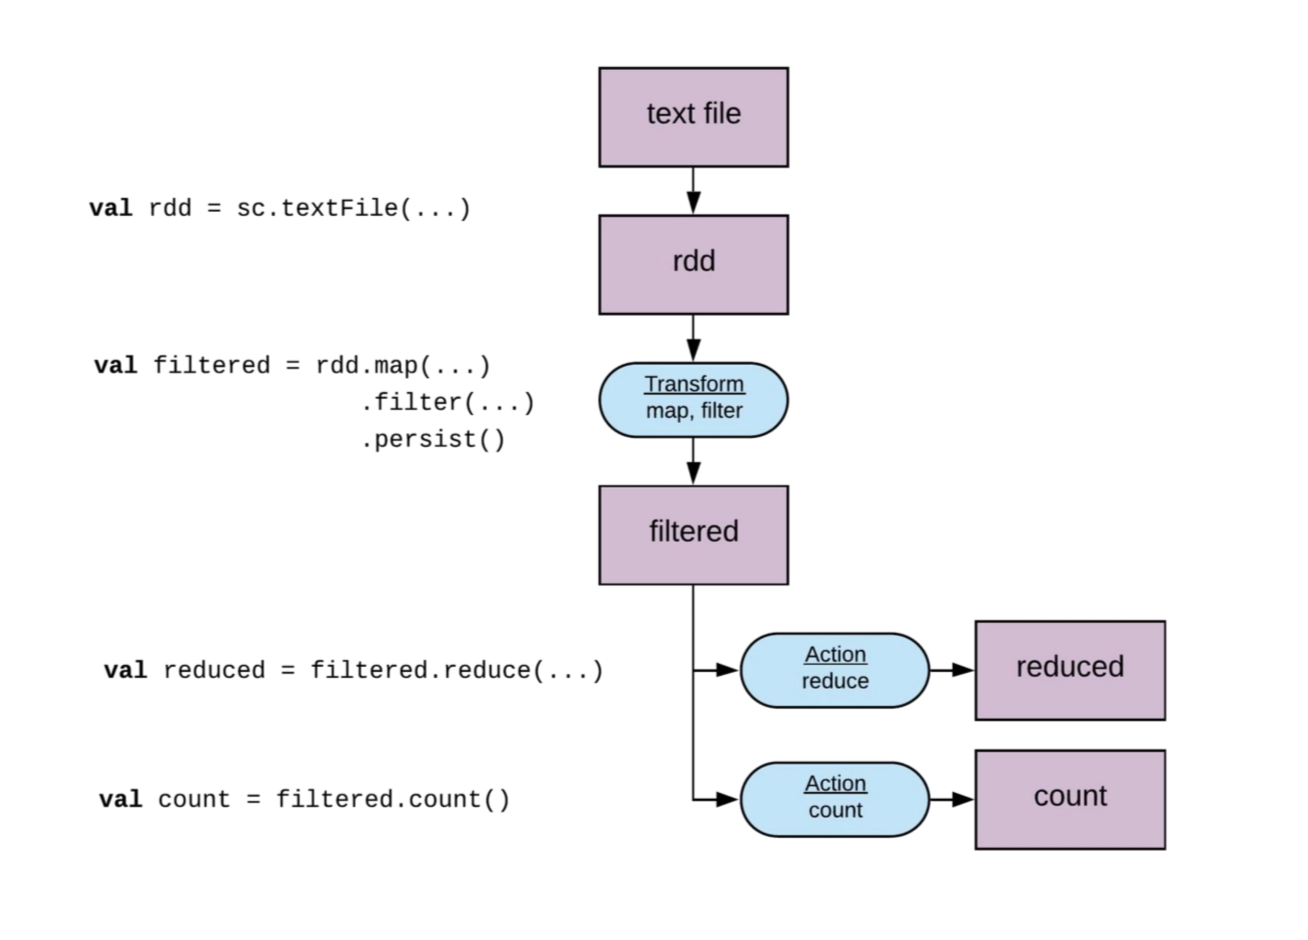 text file
val rdd = sc.textFile(...)
rdd
val filtered = rdd.map(...)
.filter(...)
.persist()
Transform
map, filter
filtered
val reduced = filtered.reduce(...)
Action
reduce
reduced
val count = filtered.count()
Action
count
count